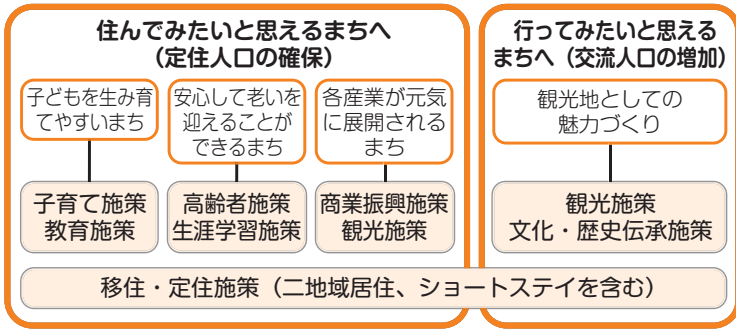 住んでみたいと思えるまちへ
（定住人口の確保）
子どもを生み育
てやすいまち
安心して老いを
迎えることが
できるまち
各産業が元気
に展開される
まち
子育て施策
教育施策
高齢者施策
生涯学習施策
商業振興施策
観光施策
行ってみたいと思える
まちへ（交流人口の増加）
観光地としての
魅力づくり
観光施策
文化・歴史伝承施策
移住・定住施策（二地域居住、ショートステイを含む）